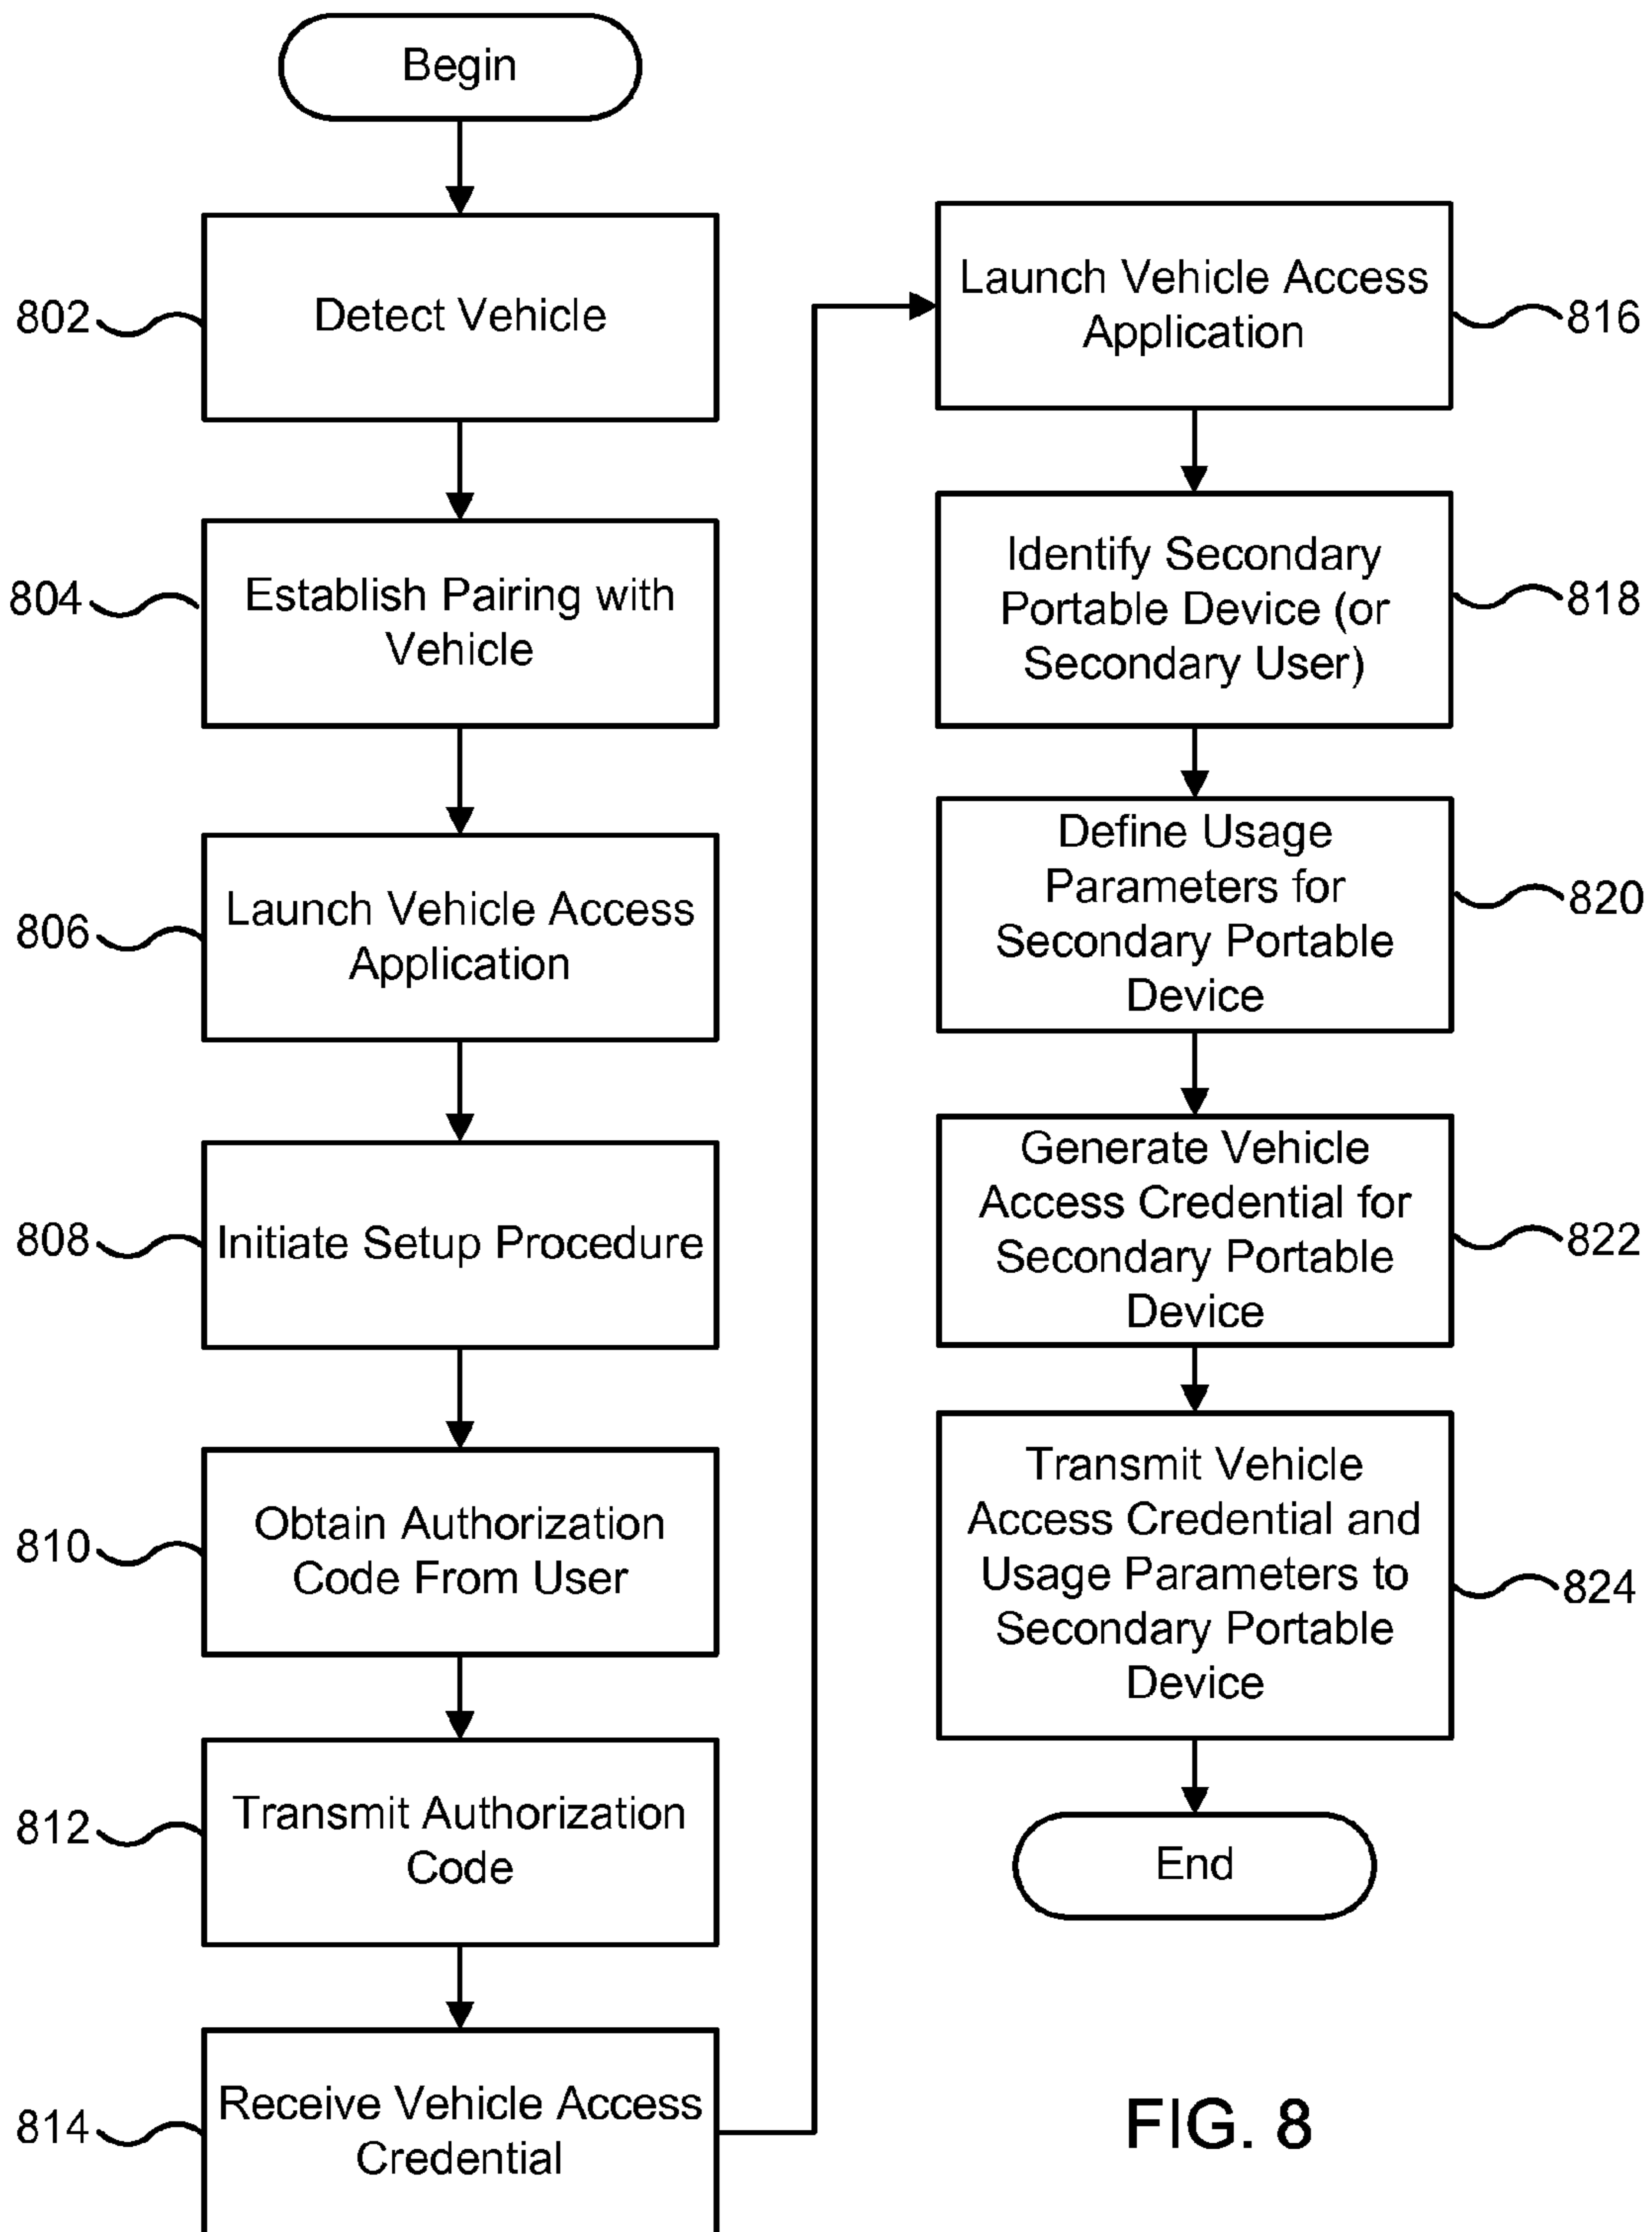 Begin
802
Detect Vehicle
804
Establish Pairing with
Vehicle
806
Launch Vehicle Access
Application
808
Initiate Setup Procedure
810
Obtain Authorization
Code From User
812
Transmit Authorization
Code
814
Receive Vehicle Access
Credential
Launch Vehicle Access
Application
816
Identify Secondary
Portable Device (or
Secondary User)
818
Define Usage
Parameters for
Secondary Portable
Device
820
Generate Vehicle
Access Credential for
Secondary Portable
Device
822
Transmit Vehicle
Access Credential and
Usage Parameters to
Secondary Portable
Device
824
End
FIG. 8